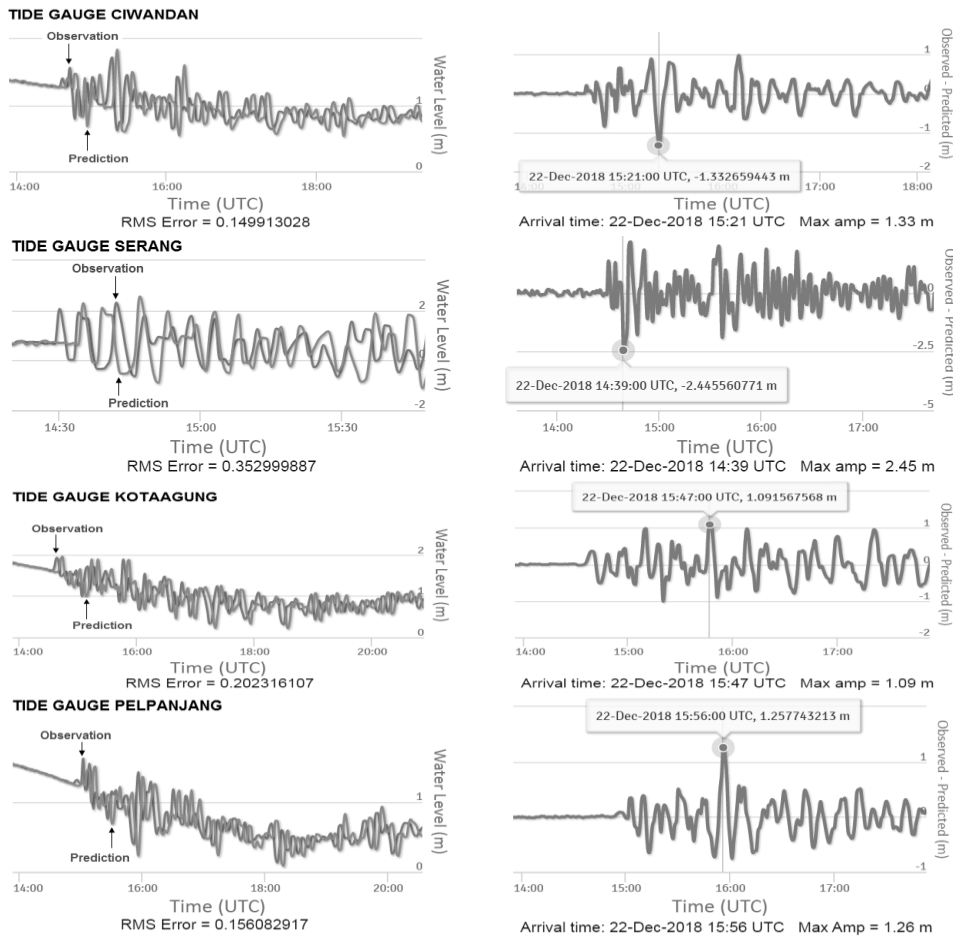 TIDE GAUGE CIWANDAN
Observation
Prediction
1
0
Water Level (m)
14:00 16:00 18:00
Time (UTC)
RMS Error = 0.149913028
1
0
-1
-2
Observed - Predicted (m)
22-Dec-2018 15:21:00 UTC, -1.332659443 m
17:00 18:00
Time (UTC)
Arrival time: 22-Dec-2018 15:21 UTC Max amp = 1.33 m
TIDE GAUGE SERANG
Observation
Prediction
2
0
-2
Water Level (m)
14:30 15:00 15:30
Time (UTC)
RMS Error = 0.352999887
0
-2.5
-5
Observed - Predicted (m)
22-Dec-2018 14:39:00 UTC, -2.445560771 m
14:00 15:00 16:00 17:00
Time (UTC)
Arrival time: 22-Dec-2018 14:39 UTC Max amp = 2.45 m
TIDE GAUGE KOTAAGUNG
Observation
Prediction
2
1
0
Water Level (m)
14:00 16:00 18:00 20:00
Time (UTC)
RMS Error = 0.202316107
22-Dec-2018 15:47:00 UTC, 1.091567568 m
1
0
-1
-2
Observed - Predicted (m)
14:00 15:00 16:00 17:00
Time (UTC)
Arrival time: 22-Dec-2018 15:47 UTC Max amp = 1.09 m
TIDE GAUGE PELPANJANG
Observation
Prediction
1
0
Water Level (m)
14:00 16:00 18:00 20:00
Time (UTC)
RMS Error = 0.156082917
22-Dec-2018 15:56:00 UTC, 1.257743213 m
1
0
-1
Observed - Predicted (m)
14:00 15:00 16:00 17:00
Time (UTC)
Arrival time: 22-Dec-2018 15:56 UTC Max Amp = 1.26 m